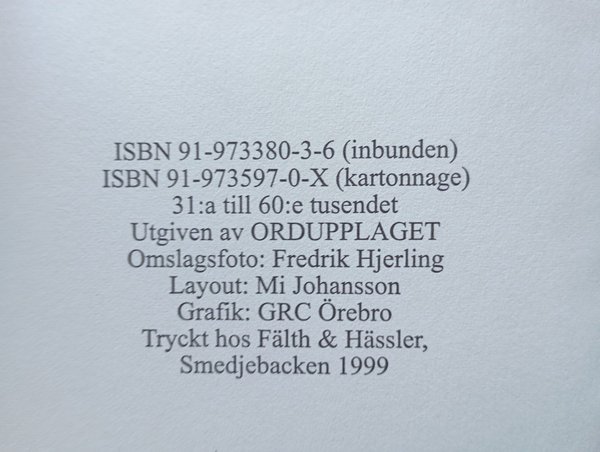 ISBN 91-973380-3-6 (inbunden)
ISBN 91-973597-0-X (kartonnage)
31:a till 60:e tusendet
Utgiven av ORDUPPLAGET
Omslagsfoto: Fredrik Hjerling
Layout: Mi Johansson
Grafik: GRC Örebro
Tryckt hos Fälth & Hässler,
Smedjebacken 1999